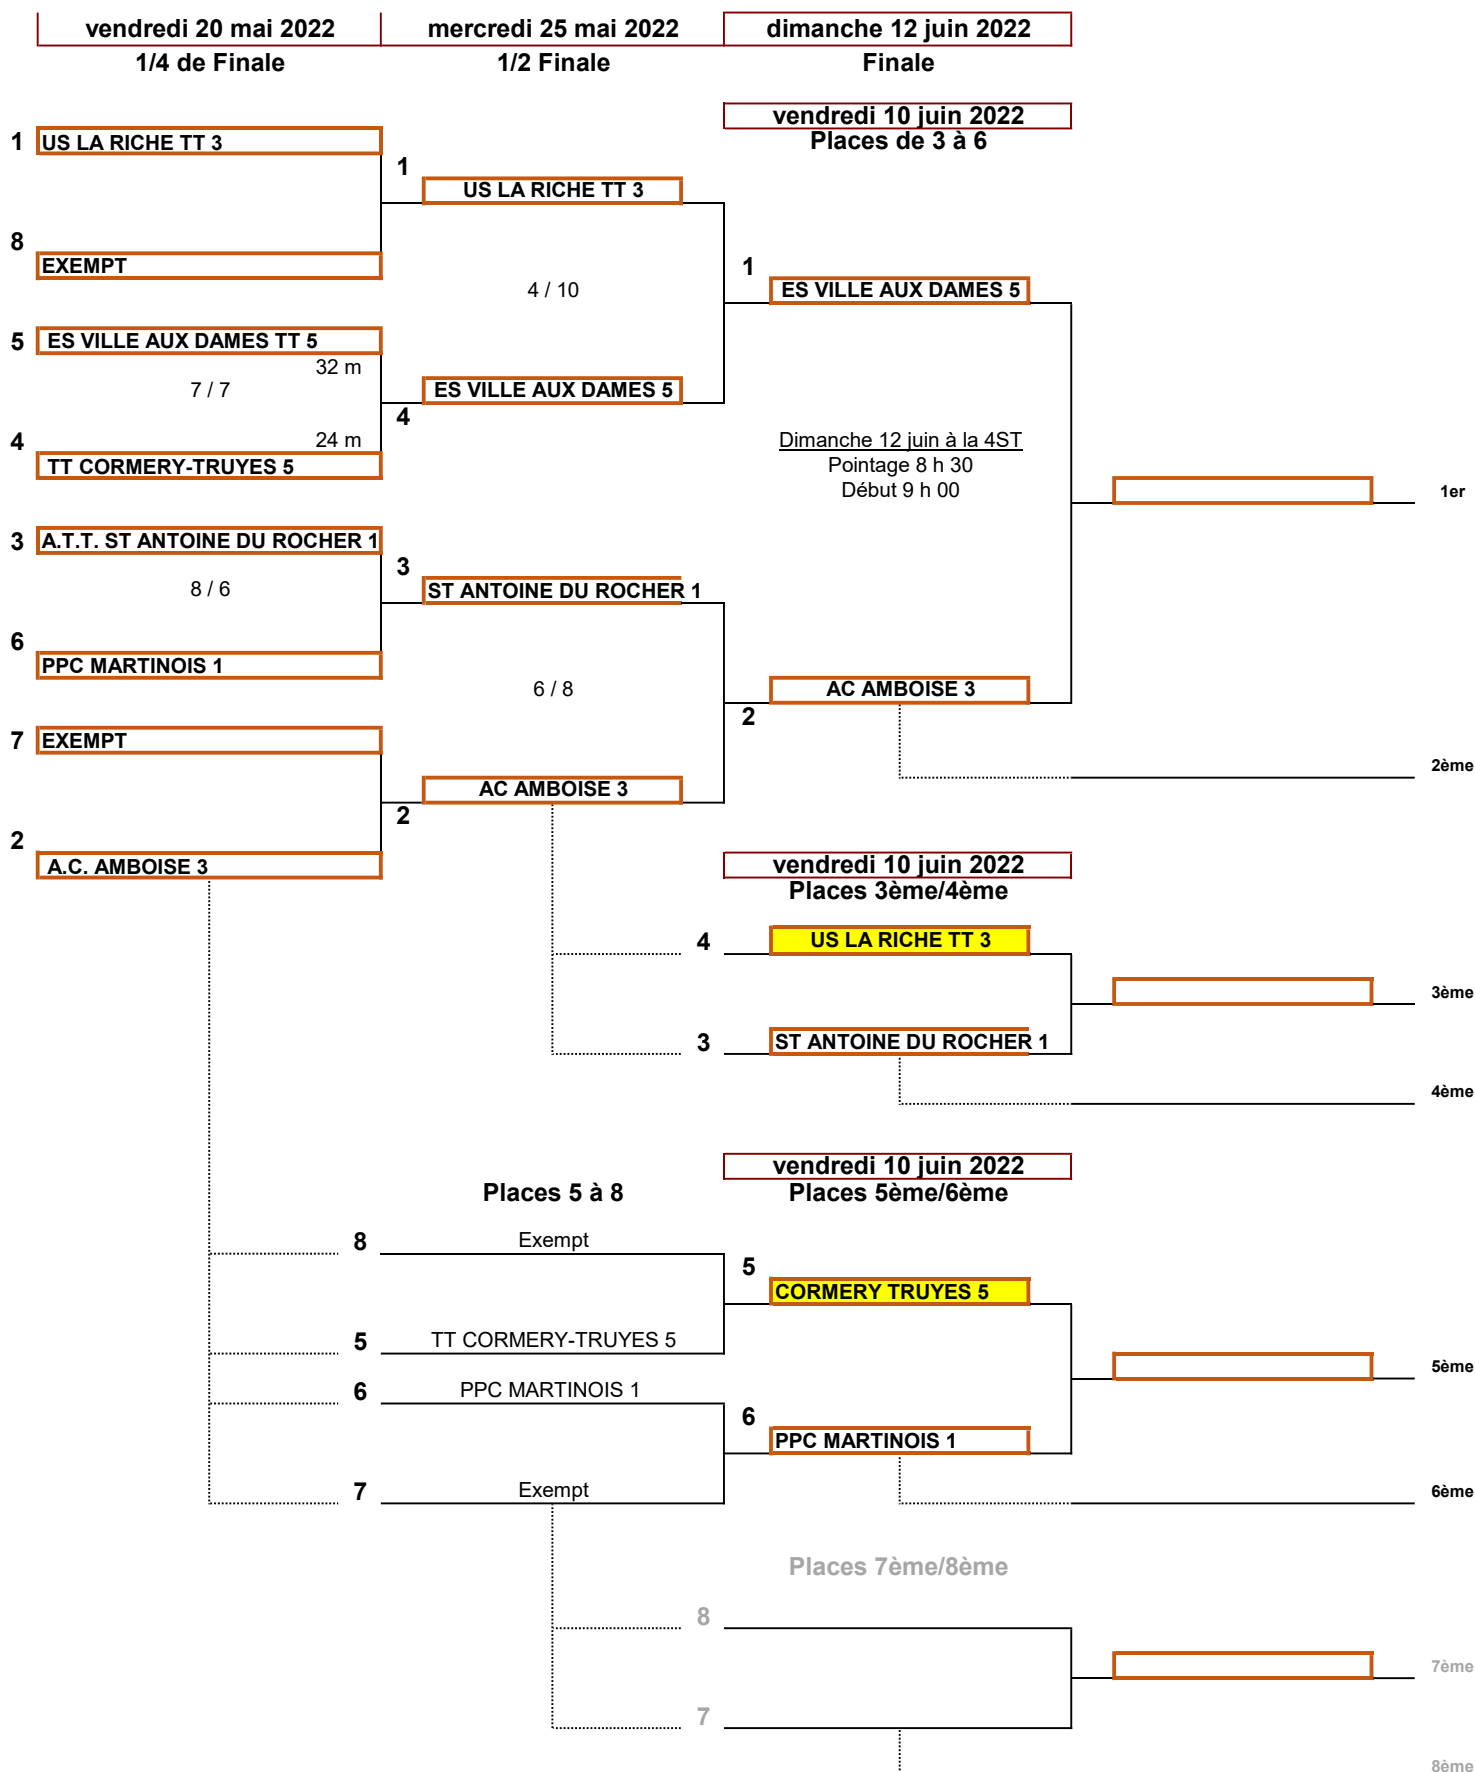 vendredi 20 mai 2022 mercredi 25 mai 2022 dimanche 12 juin 2022
1/4 de Finale 1/2 Finale Finale
vendredi 10 juin 2022
Places de 3 à 6
1 US LA RICHE TT 3
1
US LA RICHE TT 3
8
EXEMPT
1
4 / 10
ES VILLE AUX DAMES 5
5 ES VILLE AUX DAMES TT 5
32 m
7 / 7
ES VILLE AUX DAMES 5
4
4
24 m
TT CORMERY-TRUYES 5
Dimanche 12 juin à la 4ST
Pointage 8 h 30
Début 9 h 00
1er
3 A.T.T. ST ANTOINE DU ROCHER 1
3
8 / 6
ST ANTOINE DU ROCHER 1
6
PPC MARTINOIS 1
6 / 8
AC AMBOISE 3
2
7 EXEMPT
2ème
AC AMBOISE 3
2
2
A.C. AMBOISE 3
vendredi 10 juin 2022
Places 3ème/4ème
4 US LA RICHE TT 3
3ème
3 ST ANTOINE DU ROCHER 1
4ème
vendredi 10 juin 2022
Places 5 à 8 Places 5ème/6ème
8 Exempt
5
CORMERY TRUYES 5
5 TT CORMERY-TRUYES 5
5ème
6 PPC MARTINOIS 1
6
PPC MARTINOIS 1
7 Exempt
6ème
Places 7ème/8ème
8
7ème
7
8ème